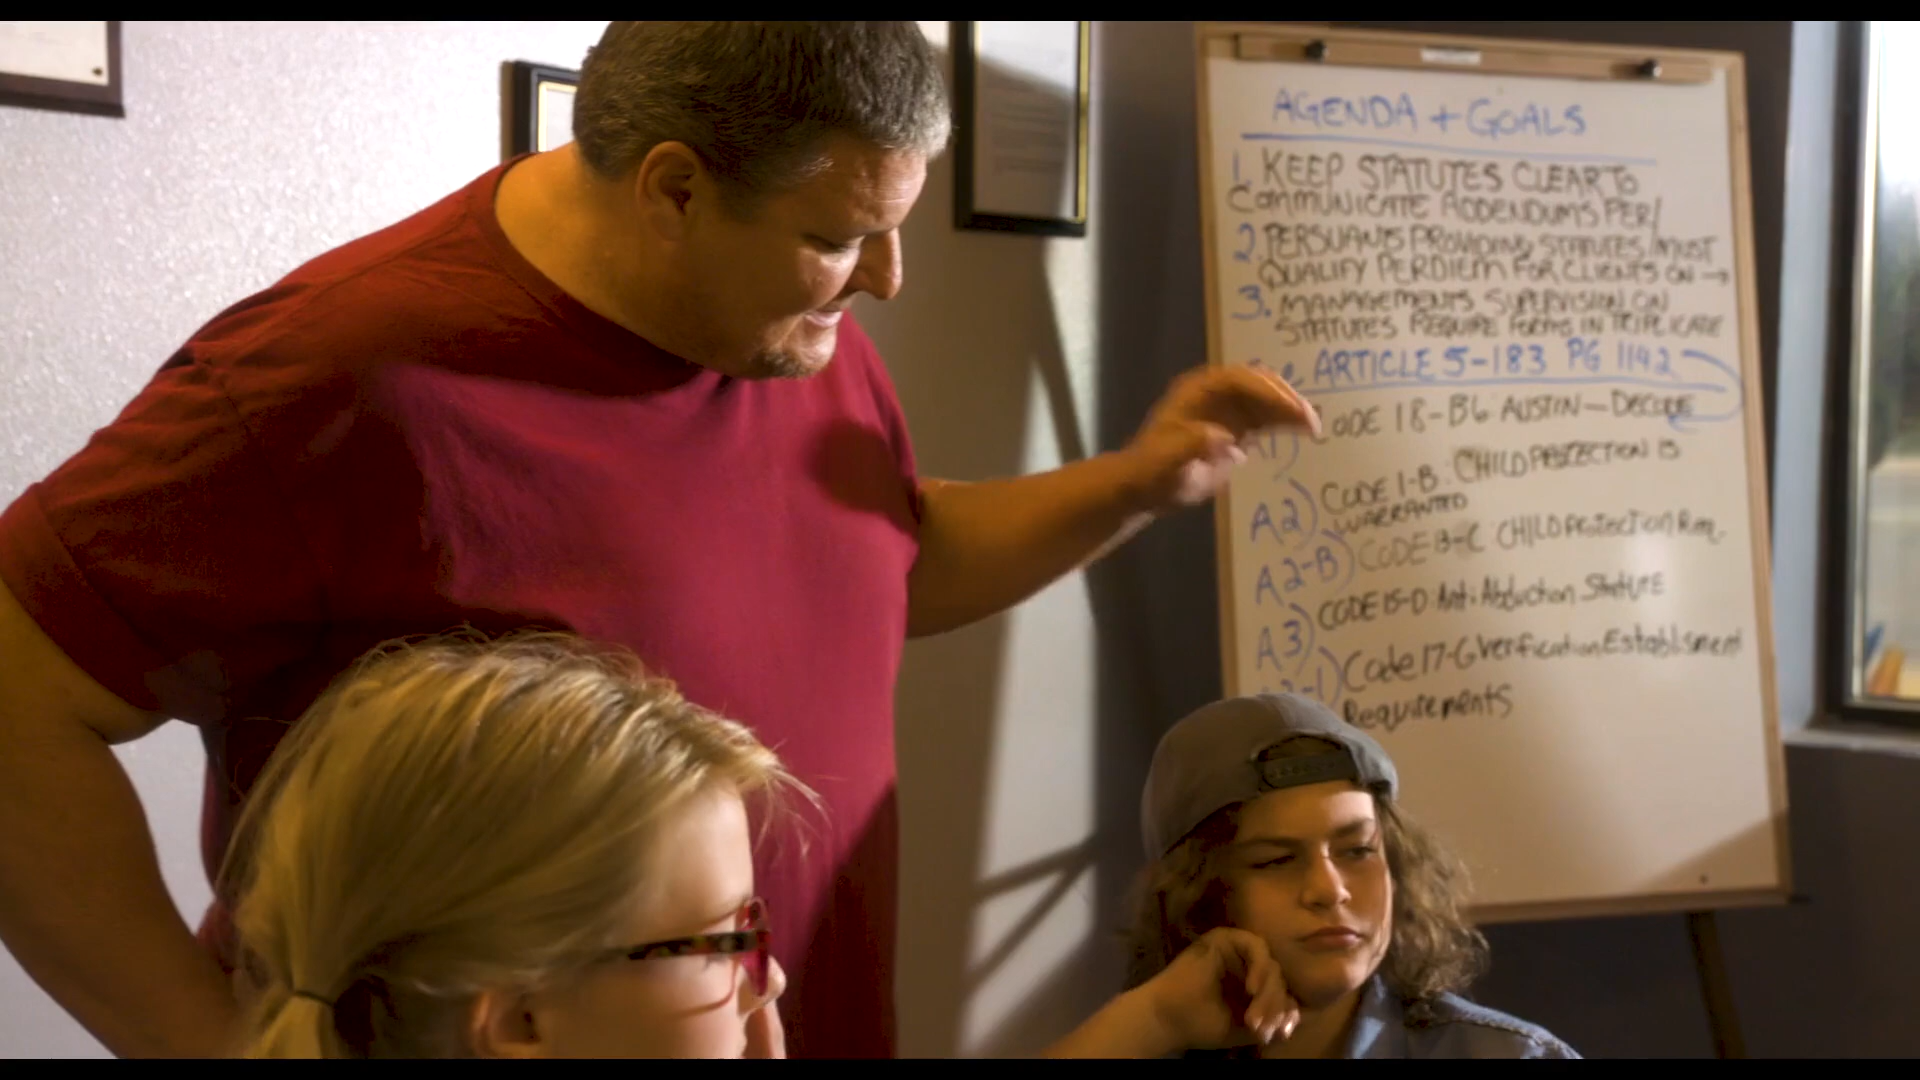 AGENDA + GOALS
1. KEEP STATUTES CLEAR TO
COMMUNICATE ADDENDUMS PER/
2. PERSUANTS PROVIDING STATUTES MUST
QUALIFY PERDIEM FOR CLIENTS ON →
3. MANAGEMENTS SUPERVISION ON
STATUTES REQUIRE FORMS IN TRIPLICATE
ARTICLE 5-183 PG 1142
CODE 18-B6 AUSTIN-DECODE
A2) CODE 1-B: CHILD PROTECTION IS
WARRANTED
A2-B) CODE B-C CHILD PROTECTION
A3) CODE 15-D: Anti Abduction Statute
Code 17-G Verification Establisment
Requirements